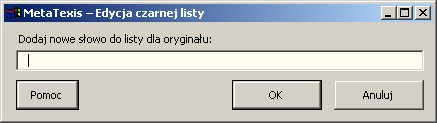 MetaTexis – Edycja czarnej listy
Dodaj nowe słowo do listy dla oryginału:
Pomoc OK Anuluj